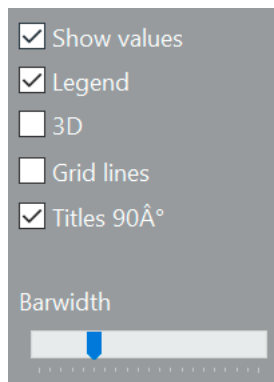 Show values
Legend
3D
Grid lines
Titles 90Â°
Barwidth